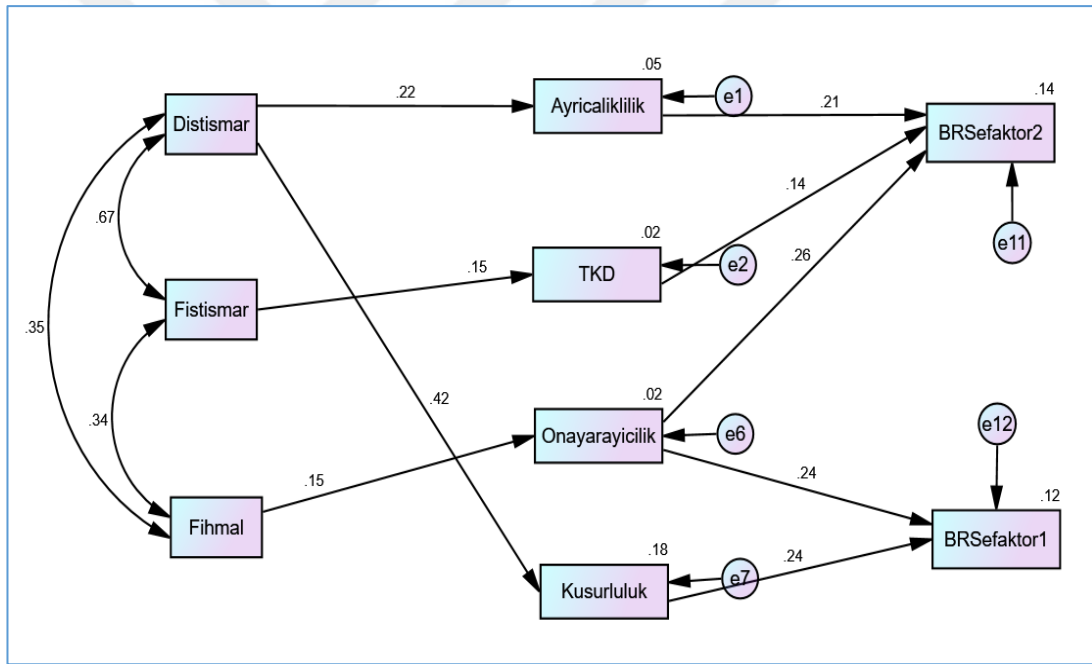 .05
.14
.22
Ayricaliklilik
e1
.21
Distismar
BRSefaktor2
.14
.67
.02
e11
.26
.15
TKD
e2
Fistismar
.35
.34
.42
.02
e12
Onayarayicilik
e6
.15
.24
.12
Fihmal
BRSefaktor1
.18
.24
Kusurluluk
e7